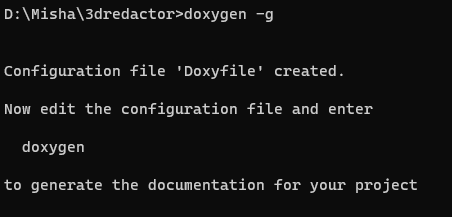 D:\Misha\3dredactor>doxygen -g
Configuration file 'Doxyfile' created.
Now edit the configuration file and enter
doxygen
to generate the documentation for your project